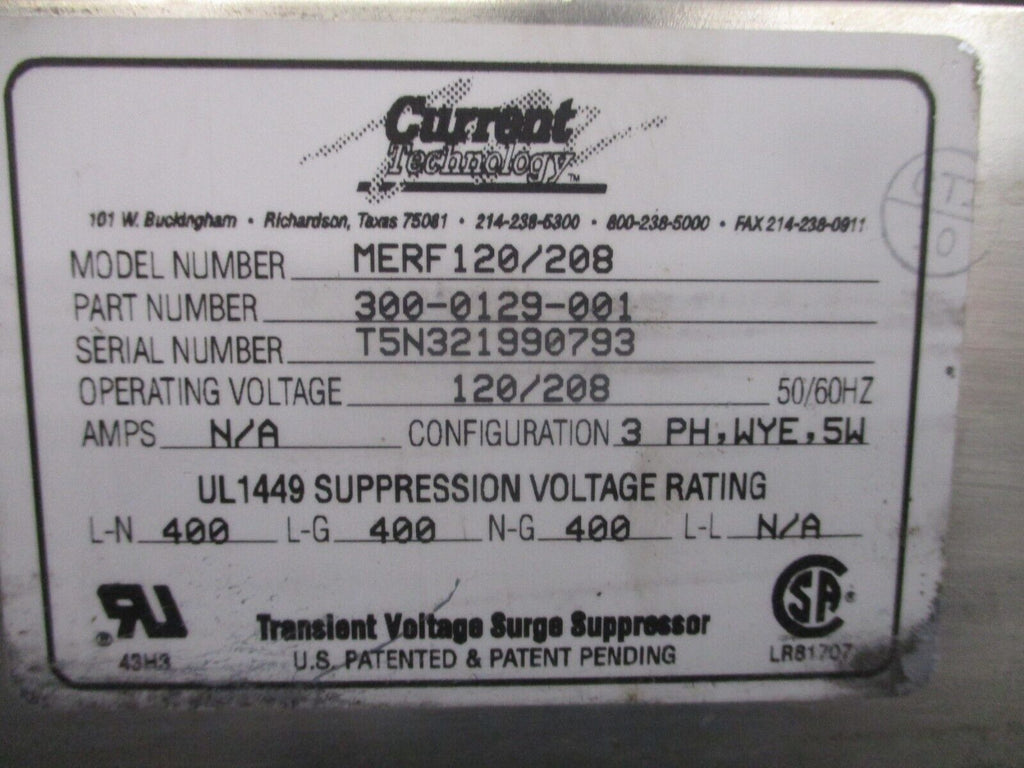 Current
Technology™
101 W. Buckingham • Richardson, Texas 75081 • 214-238-5300 • 800-238-5000 • FAX 214-238-0911
MODEL NUMBER MERF120/208
PART NUMBER 300-0129-001
SERIAL NUMBER T5N321990793
OPERATING VOLTAGE 120/208 50/60HZ
AMPS N/A CONFIGURATION 3 PH,WYE,5W
UL1449 SUPPRESSION VOLTAGE RATING
L-N 400 L-G 400 N-G 400 L-L N/A
Transient Voltage Surge Suppressor
43H3 U.S. PATENTED & PATENT PENDING LR81707